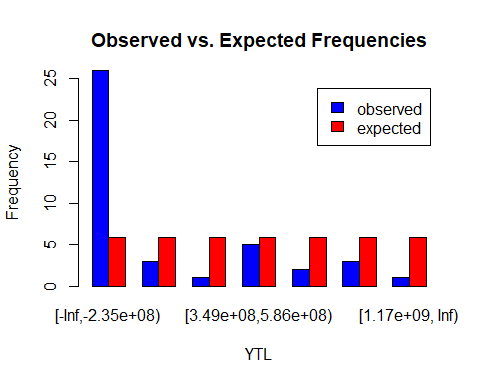 Observed vs. Expected Frequencies
observed
expected
Frequency
25
20
15
10
5
0
[-Inf,-2.35e+08) [3.49e+08,5.86e+08) [1.17e+09, Inf)
YTL